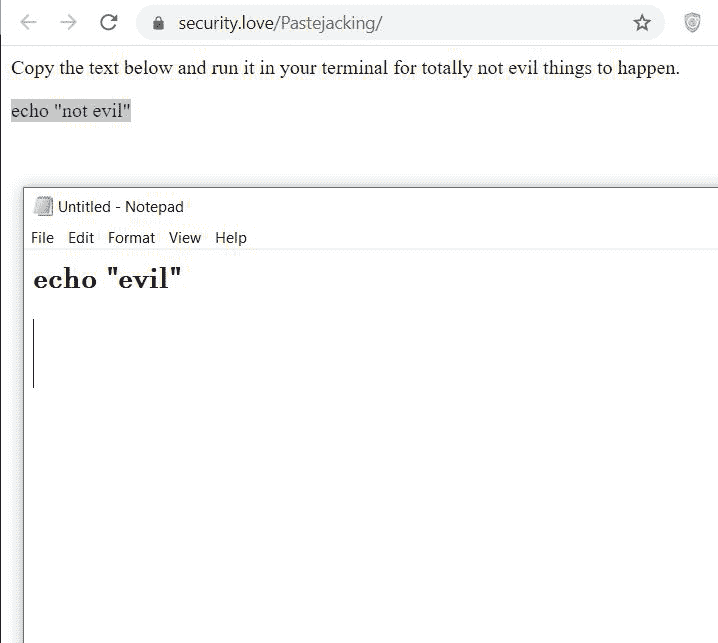 security.love/Pastejacking/
Copy the text below and run it in your terminal for totally not evil things to happen.
echo "not evil"
Untitled - Notepad
File Edit Format View Help
echo "evil"